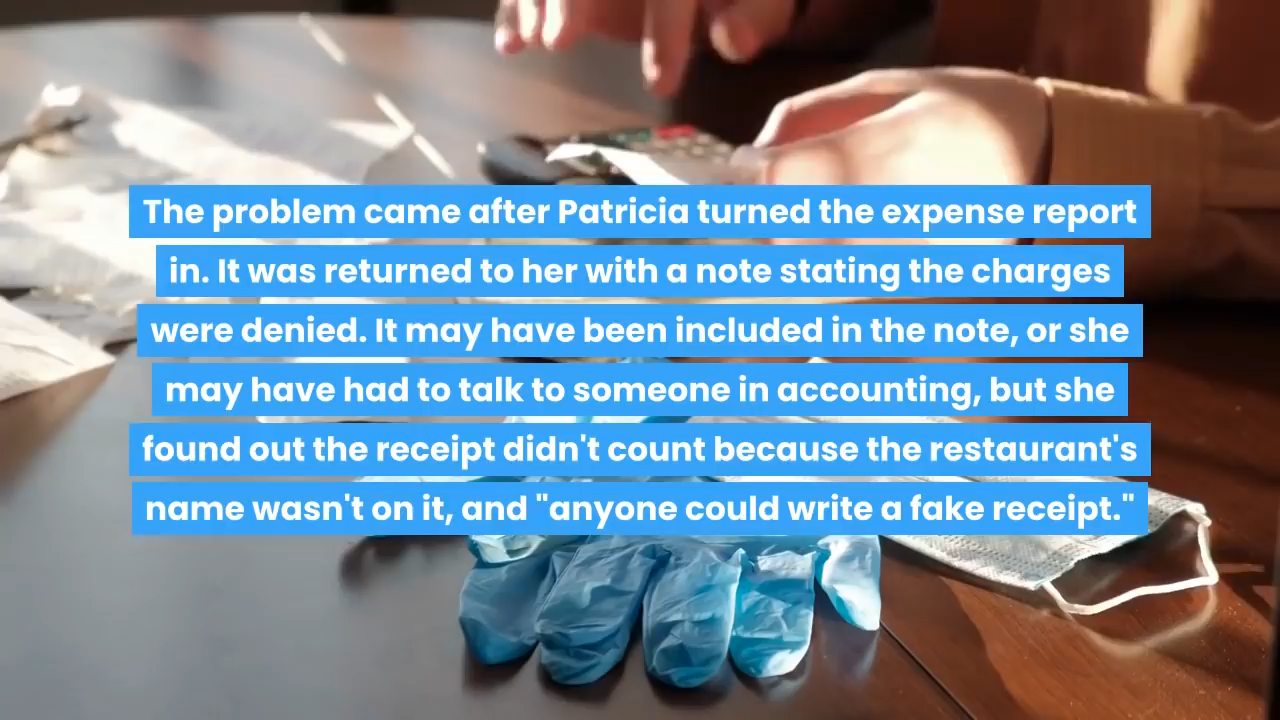 The problem came after Patricia turned the expense report
in. It was returned to her with a note stating the charges
were denied. It may have been included in the note, or she
may have had to talk to someone in accounting, but she
found out the receipt didn't count because the restaurant's
name wasn't on it, and "anyone could write a fake receipt."